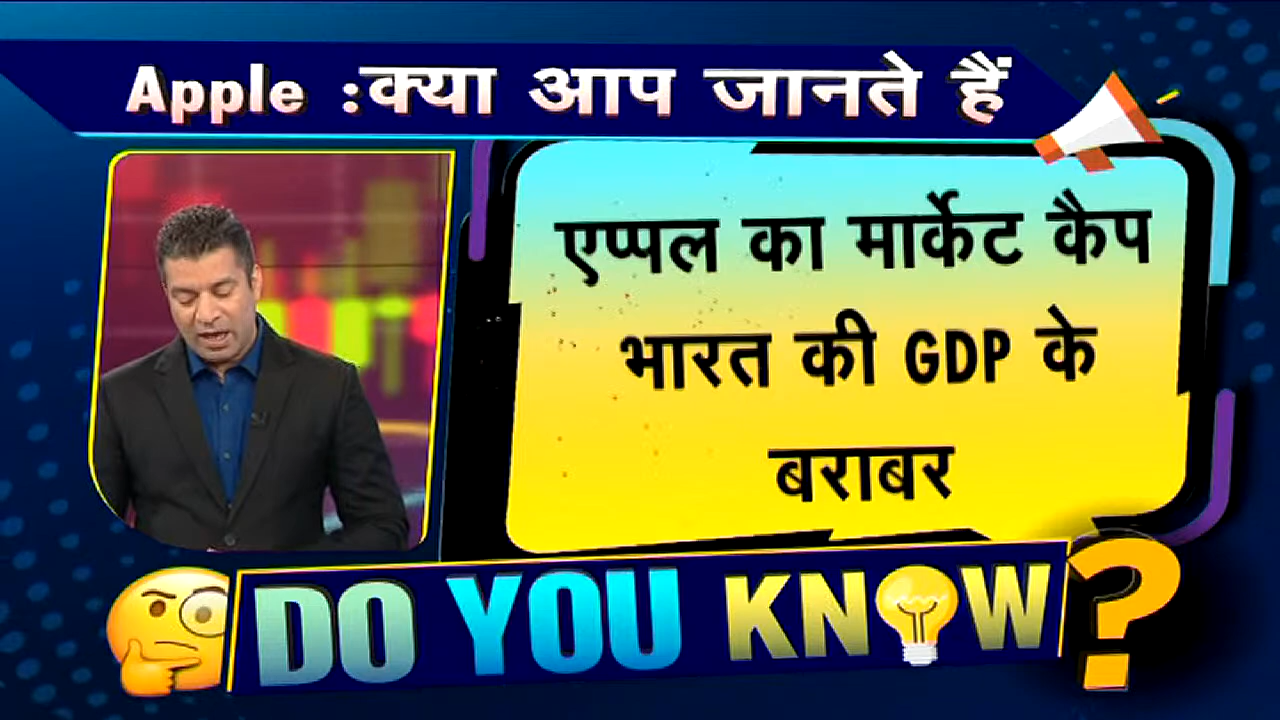 Apple :क्या आप जानते हैं
एप्पल का मार्केट कैप
भारत की GDP के
बराबर
DO YOU KNOW?